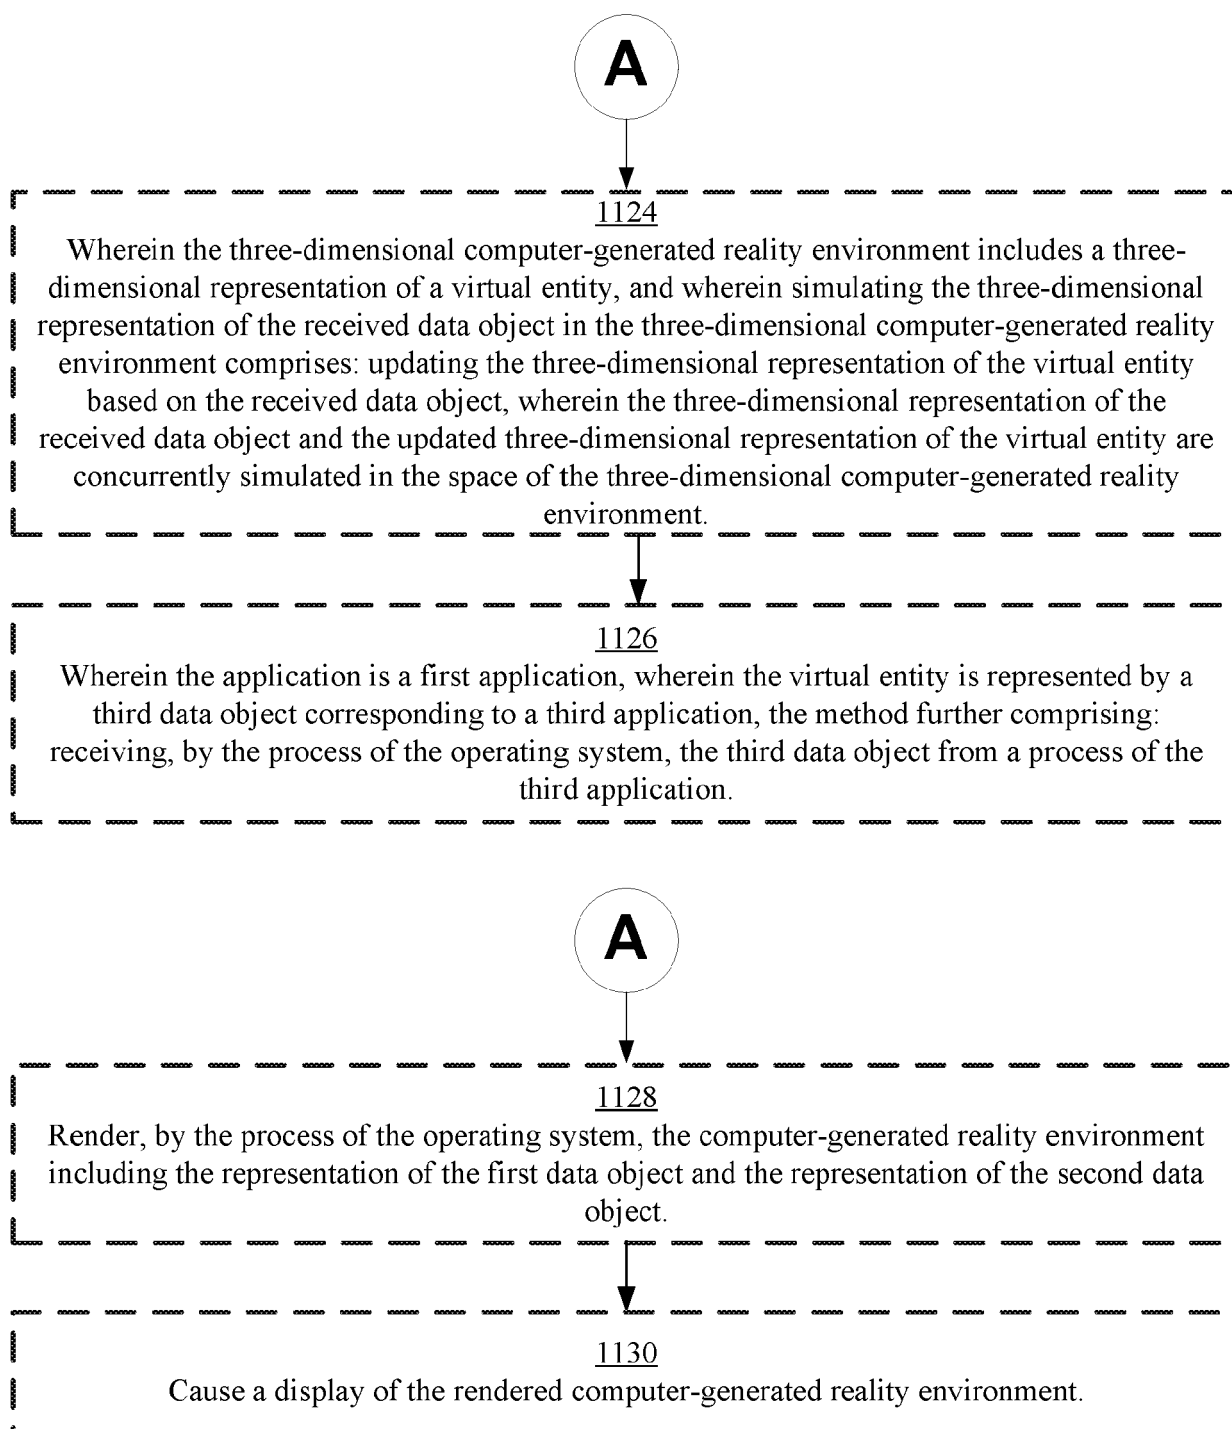 A
1124
Wherein the three-dimensional computer-generated reality environment includes a three-
dimensional representation of a virtual entity, and wherein simulating the three-dimensional
representation of the received data object in the three-dimensional computer-generated reality
environment comprises: updating the three-dimensional representation of the virtual entity
based on the received data object, wherein the three-dimensional representation of the
received data object and the updated three-dimensional representation of the virtual entity are
concurrently simulated in the space of the three-dimensional computer-generated reality
environment.
1126
Wherein the application is a first application, wherein the virtual entity is represented by a
third data object corresponding to a third application, the method further comprising:
receiving, by the process of the operating system, the third data object from a process of the
third application.
A
1128
Render, by the process of the operating system, the computer-generated reality environment
including the representation of the first data object and the representation of the second data
object.
1130
Cause a display of the rendered computer-generated reality environment.